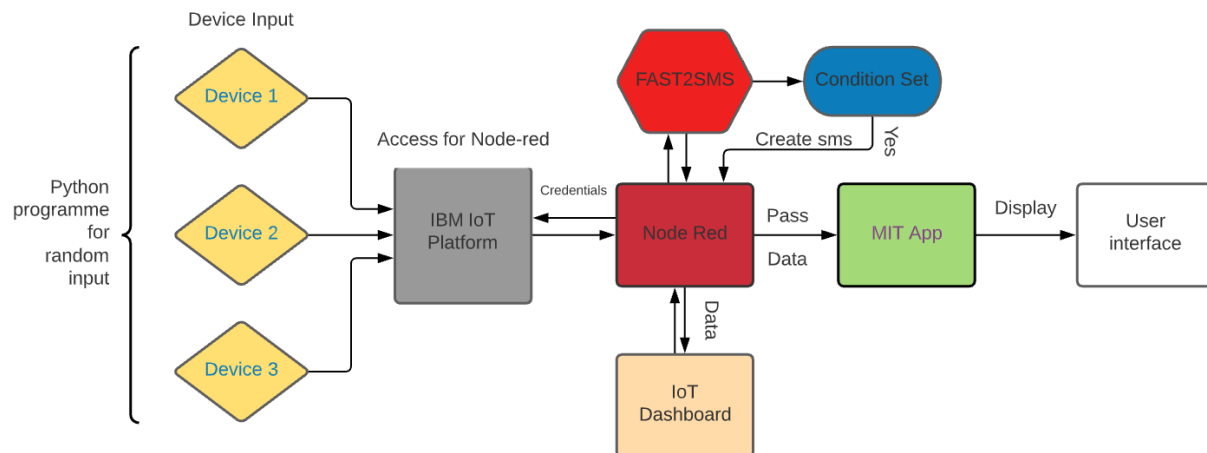 Device Input
Device 1
Device 2
Device 3
Python
programme
for
random
input
Access for Node-red
IBM IoT
Platform
Credentials
FAST2SMS
Condition Set
Create sms
Yes
Node Red
Pass
Data
MIT App
Display
User
interface
Data
IoT
Dashboard